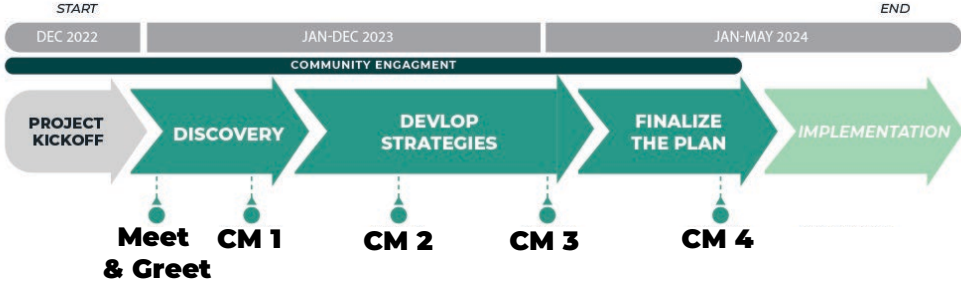 START
END
DEC 2022
JAN-DEC 2023
JAN-MAY 2024
COMMUNITY ENGAGMENT
PROJECT
KICKOFF
DISCOVERY
DEVLOP
STRATEGIES
FINALIZE
THE PLAN
IMPLEMENTATION
Meet
& Greet
CM 1
CM 2
CM 3
CM 4